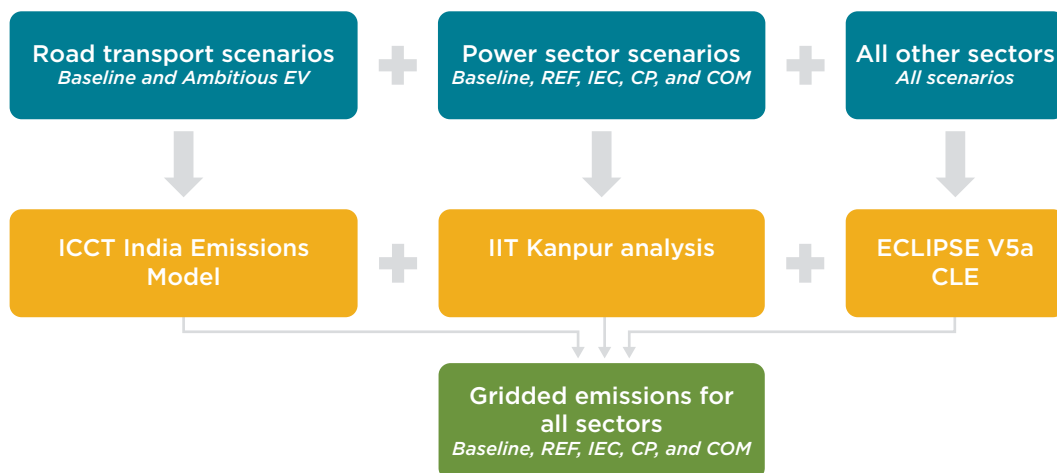 Road transport scenarios
Baseline and Ambitious EV
Power sector scenarios
Baseline, REF, IEC, CP, and COM
All other sectors
All scenarios
ICCT India Emissions
Model
IIT Kanpur analysis
ECLIPSE V5a
CLE
Gridded emissions for
all sectors
Baseline, REF, IEC, CP, and COM